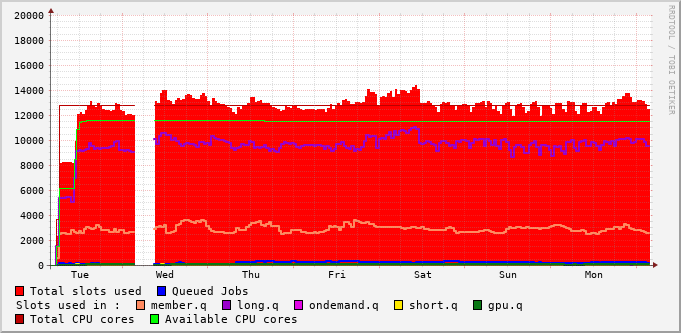 RRDTOOL / TOBI OETIKER
20000
18000
16000
14000
12000
10000
8000
6000
4000
2000
0
Tue Wed Thu Fri Sat Sun Mon
Total slots used Queued Jobs
Slots used in : member.q long.q ondemand.q short.q gpu.q
Total CPU cores Available CPU cores